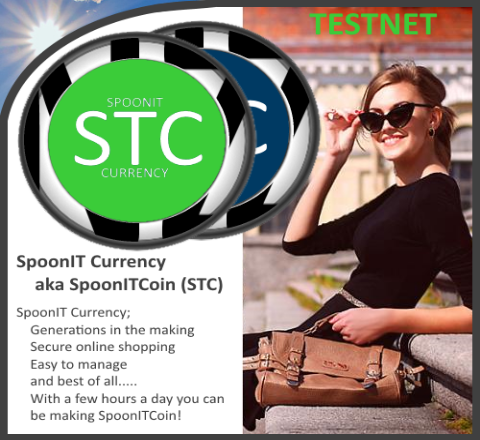 TESTNET
SPOONIT
STC
CURRENCY
C
SpoonIT Currency
aka SpoonITCoin (STC)
SpoonIT Currency;
Generations in the making
Secure online shopping
Easy to manage
and best of all.....
With a few hours a day you can
be making SpoonITCoin!